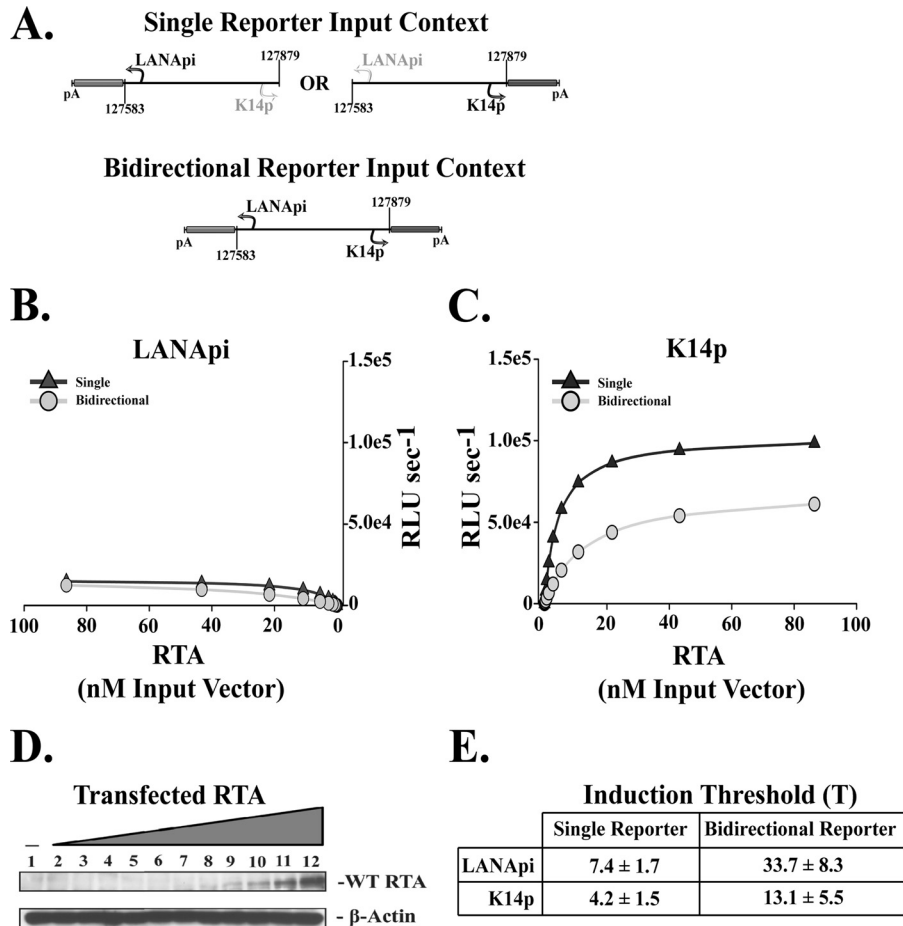 A.
Single Reporter Input Context
LANApi
127879
pA
127583
K14p
OR
LANApi
127879
127583
K14p
pA
Bidirectional Reporter Input Context
LANApi
127879
pA
127583
K14p
pA
B.
LANApi
Single
Bidirectional
1.5e5
1.0e5
5.0e4
0
RLU sec-1
100 80 60 40 20 0
RTA
(nM Input Vector)
C.
K14p
Single
Bidirectional
1.5e5
1.0e5
5.0e4
0
RLU sec-1
0 20 40 60 80 100
RTA
(nM Input Vector)
D.
Transfected RTA
– 1 2 3 4 5 6 7 8 9 10 11 12
-WT RTA
- β-Actin
E.
Induction Threshold (T)
Single Reporter Bidirectional Reporter
LANApi 7.4 ± 1.7 33.7 ± 8.3
K14p 4.2 ± 1.5 13.1 ± 5.5